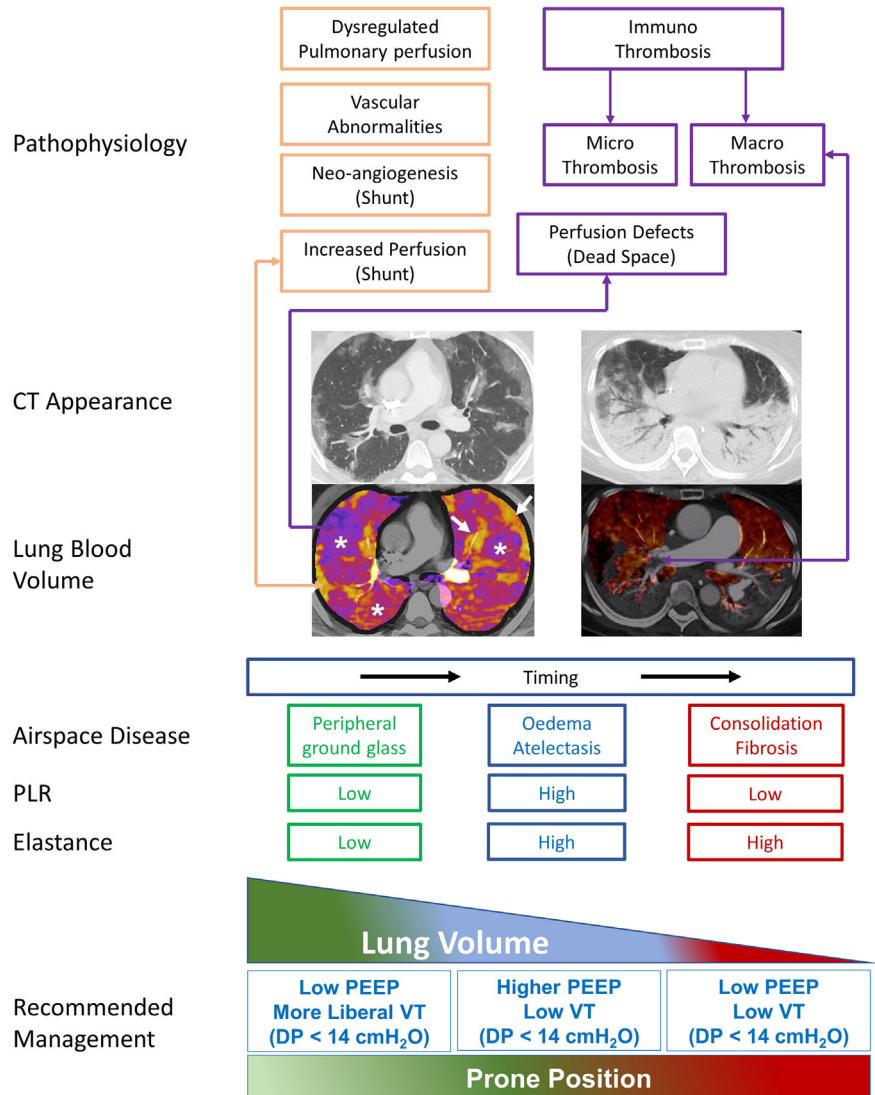 Dysregulated
Pulmonary perfusion
Immuno
Thrombosis
Pathophysiology
Vascular
Abnormalities
Micro
Thrombosis
Macro
Thrombosis
Neo-angiogenesis
(Shunt)
Increased Perfusion
(Shunt)
Perfusion Defects
(Dead Space)
CT Appearance
Lung Blood
Volume
*
*
*
Timing
Airspace Disease
Peripheral
ground glass
Oedema
Atelectasis
Consolidation
Fibrosis
PLR
Low
High
Low
Elastance
Low
High
High
Lung Volume
Recommended
Management
Low PEEP
More Liberal VT
(DP < 14 cmH₂O)
Higher PEEP
Low VT
(DP < 14 cmH₂O)
Low PEEP
Low VT
(DP < 14 cmH₂O)
Prone Position